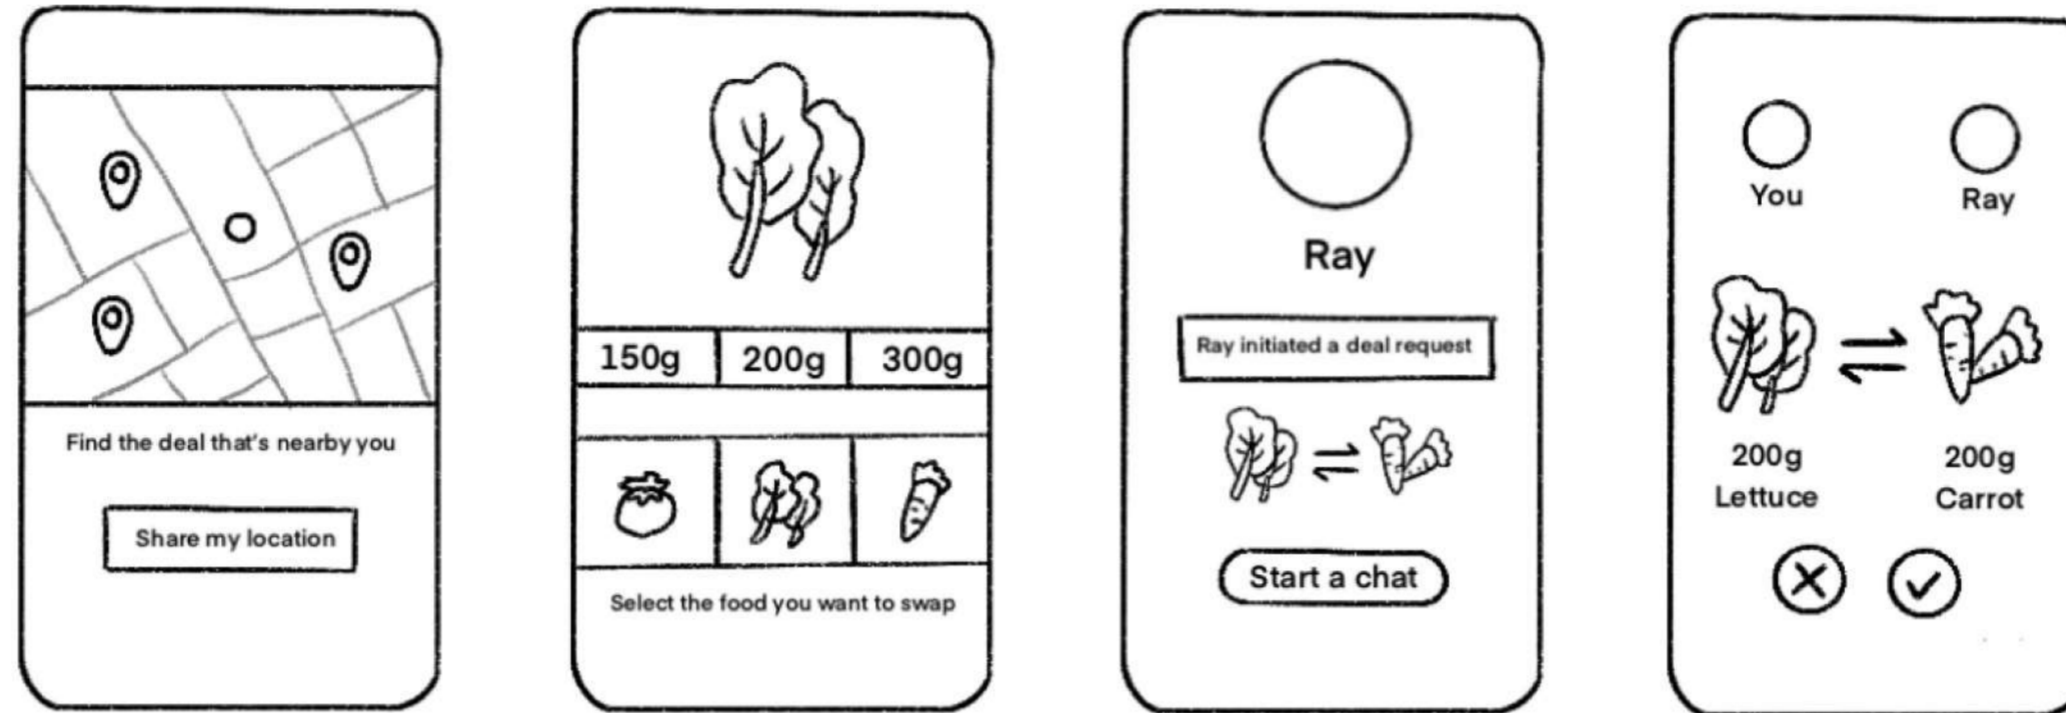 Find the deal that's nearby you
Share my location
150g 200g 300g
Select the food you want to swap
Ray
Ray initiated a deal request
Start a chat
You Ray
200g 200g
Lettuce Carrot